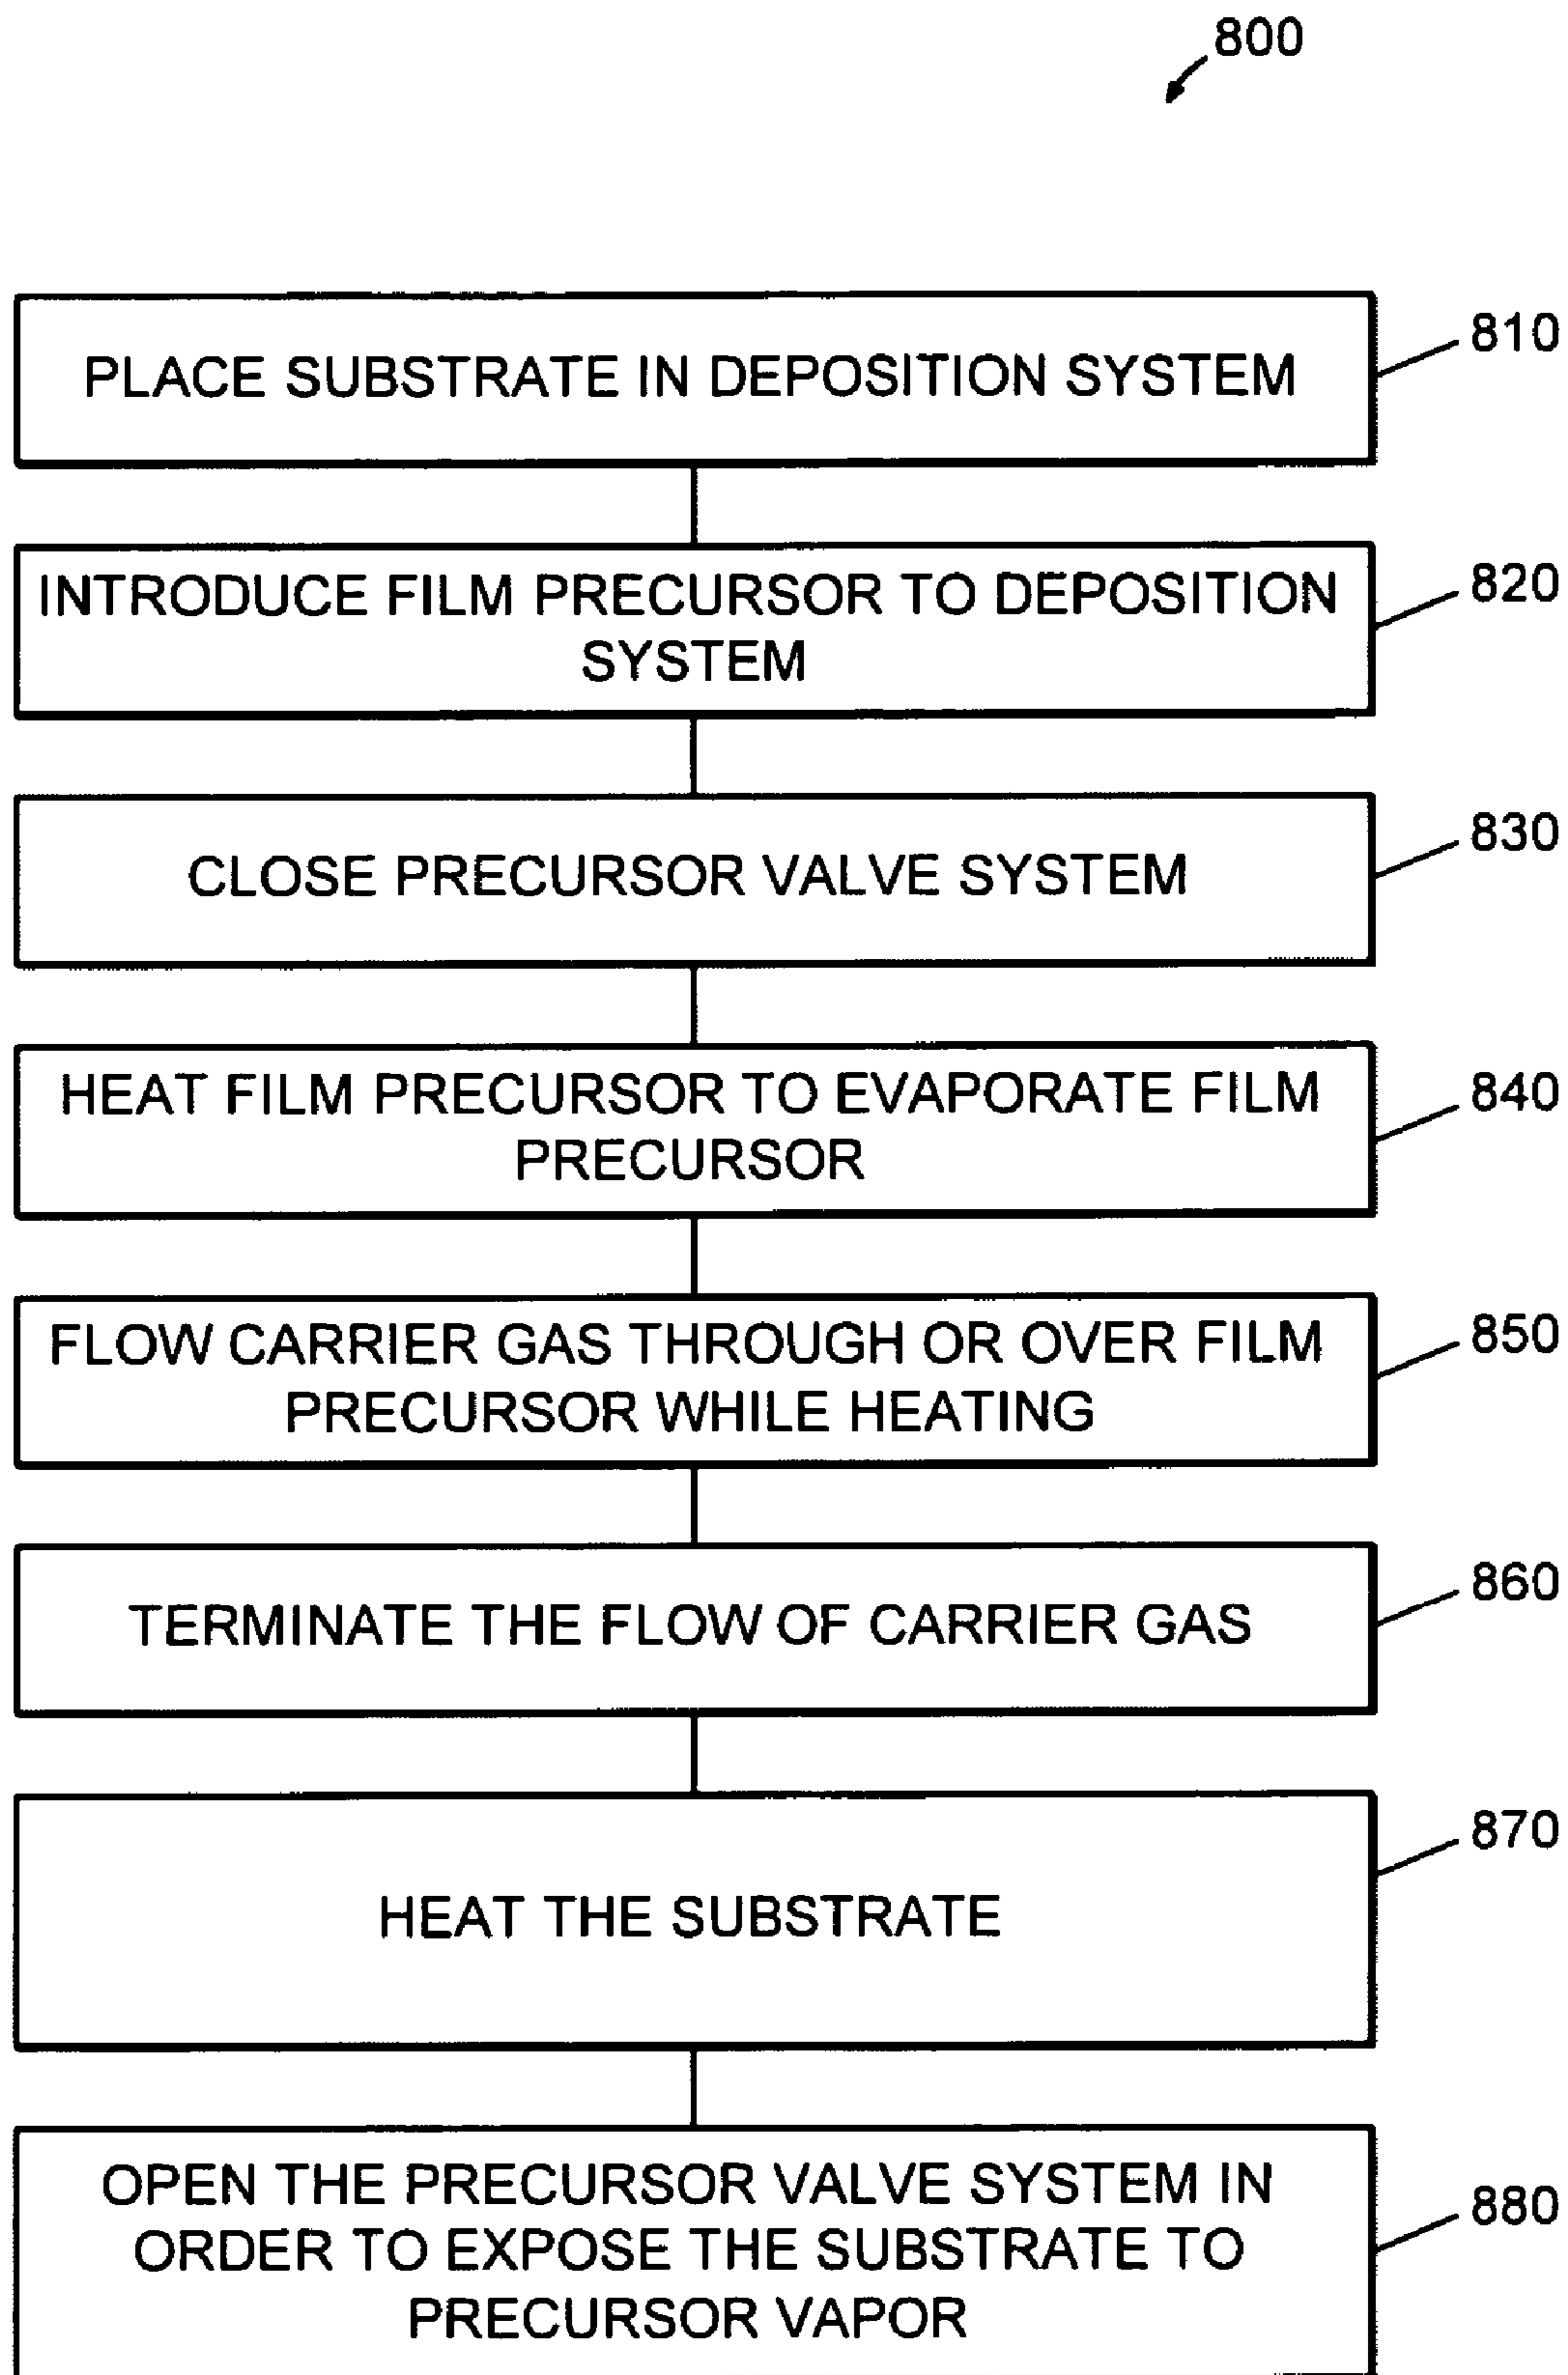 800
PLACE SUBSTRATE IN DEPOSITION SYSTEM
810
INTRODUCE FILM PRECURSOR TO DEPOSITION
SYSTEM
820
CLOSE PRECURSOR VALVE SYSTEM
830
HEAT FILM PRECURSOR TO EVAPORATE FILM
PRECURSOR
840
FLOW CARRIER GAS THROUGH OR OVER FILM
PRECURSOR WHILE HEATING
850
TERMINATE THE FLOW OF CARRIER GAS
860
HEAT THE SUBSTRATE
870
OPEN THE PRECURSOR VALVE SYSTEM IN
ORDER TO EXPOSE THE SUBSTRATE TO
PRECURSOR VAPOR
880